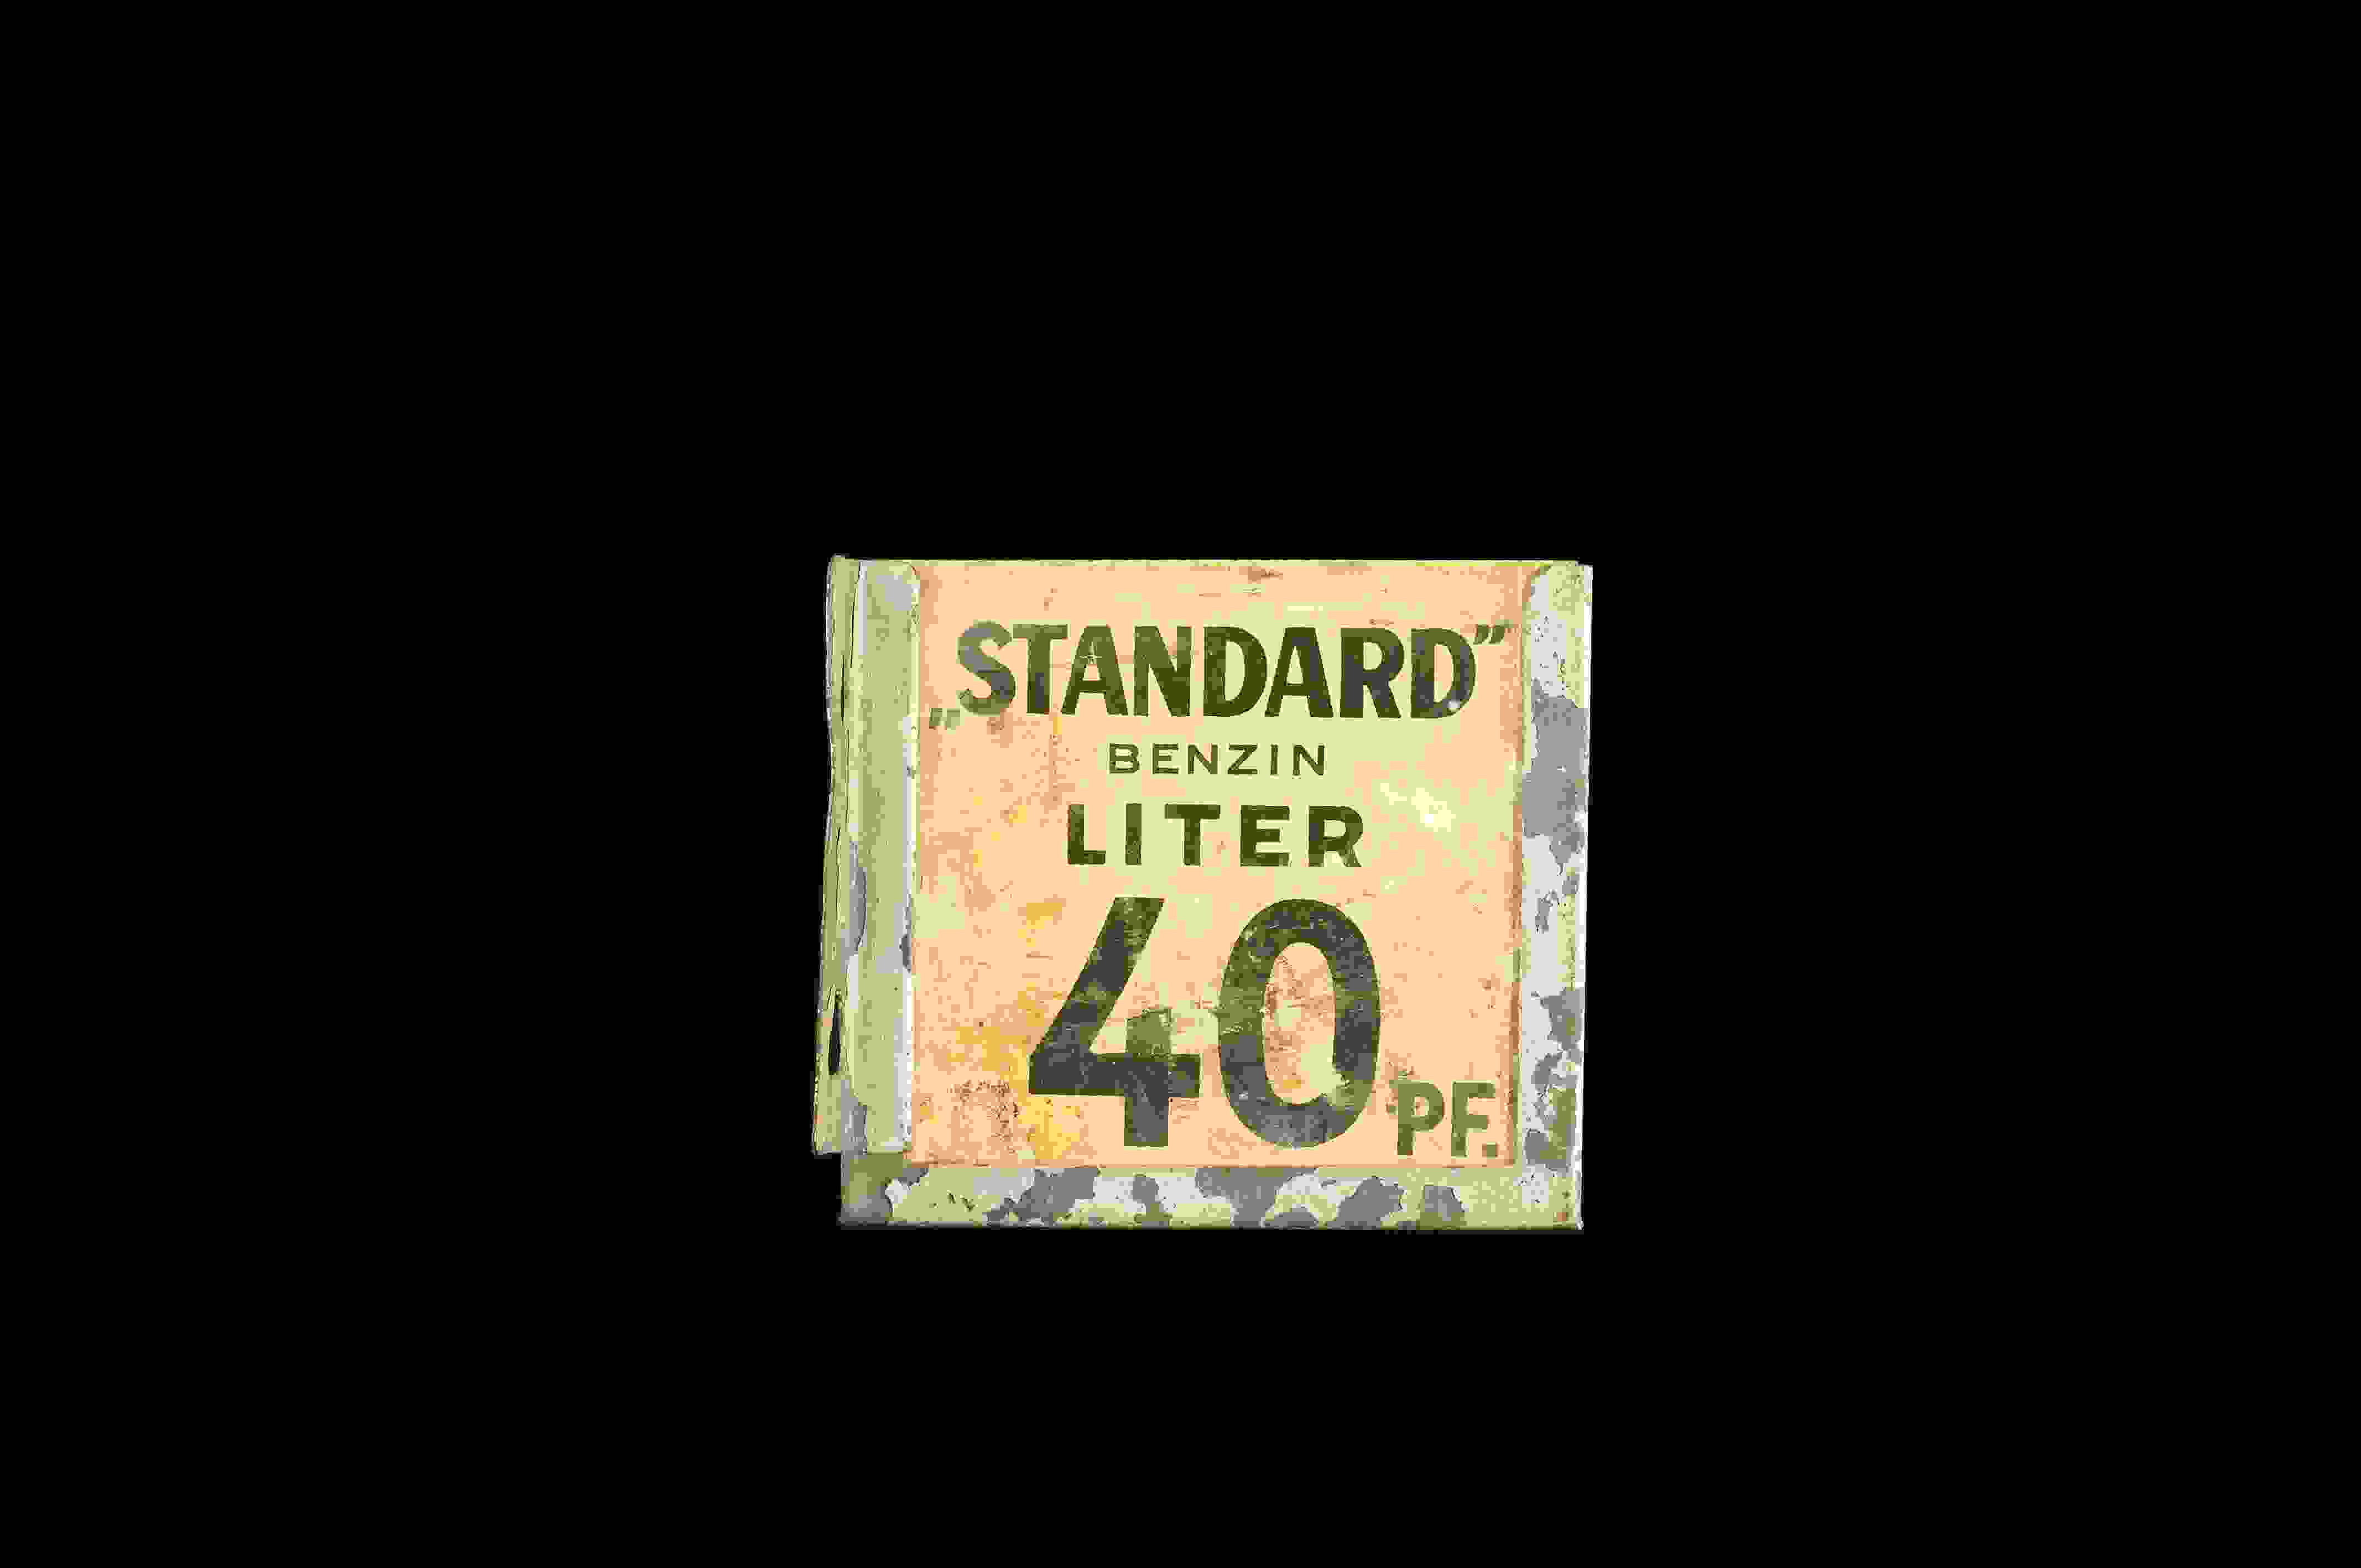 „STANDARD”
BENZIN
LITER
40 PF.